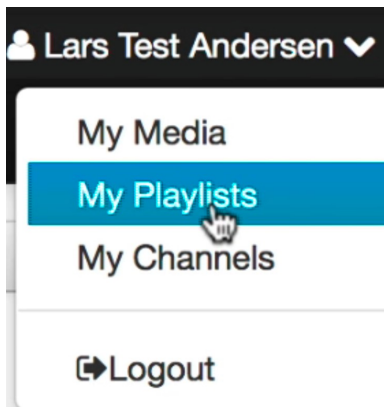 Lars Test Andersen
My Media
My Playlists
My Channels
Logout